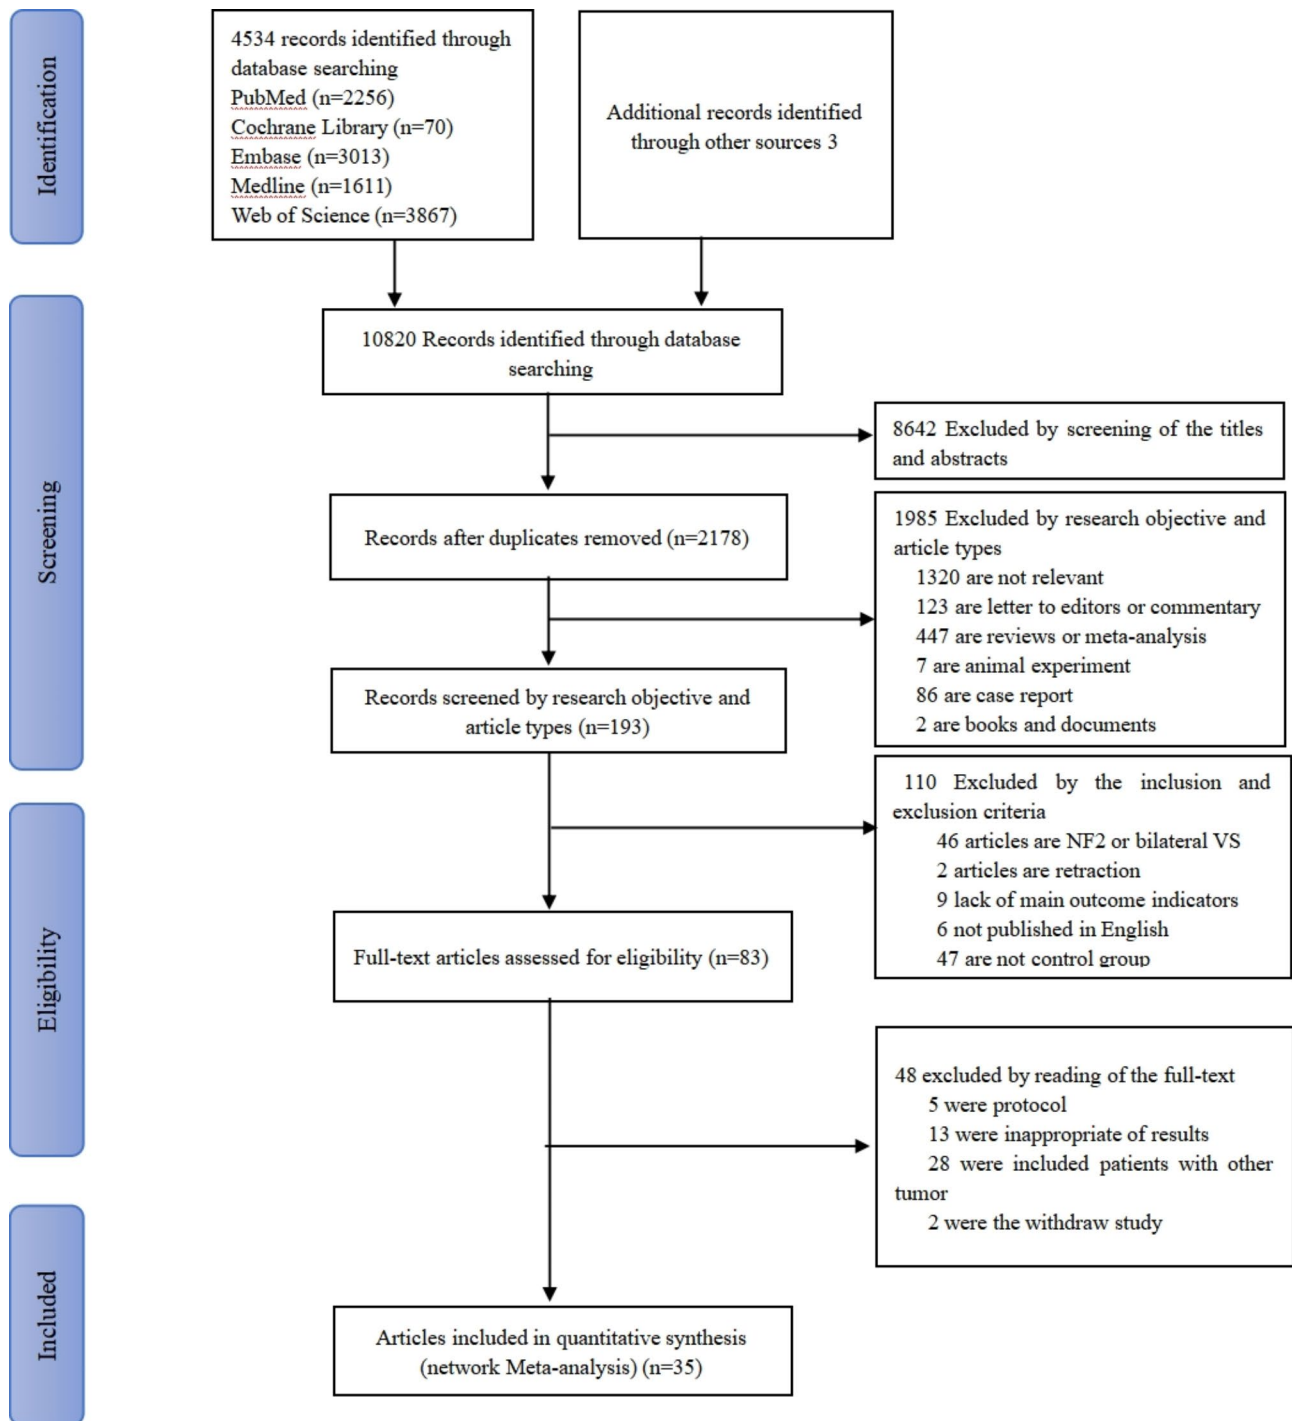 Identification
4534 records identified through
database searching
PubMed (n=2256)
Cochrane Library (n=70)
Embase (n=3013)
Medline (n=1611)
Web of Science (n=3867)
Additional records identified
through other sources 3
Screening
10820 Records identified through database
searching
8642 Excluded by screening of the titles
and abstracts
Records after duplicates removed (n=2178)
1985 Excluded by research objective and
article types
1320 are not relevant
123 are letter to editors or commentary
447 are reviews or meta-analysis
7 are animal experiment
86 are case report
2 are books and documents
Records screened by research objective and
article types (n=193)
110 Excluded by the inclusion and
exclusion criteria
46 articles are NF2 or bilateral VS
2 articles are retraction
9 lack of main outcome indicators
6 not published in English
47 are not control group
Eligibility
Full-text articles assessed for eligibility (n=83)
48 excluded by reading of the full-text
5 were protocol
13 were inappropriate of results
28 were included patients with other
tumor
2 were the withdraw study
Included
Articles included in quantitative synthesis
(network Meta-analysis) (n=35)